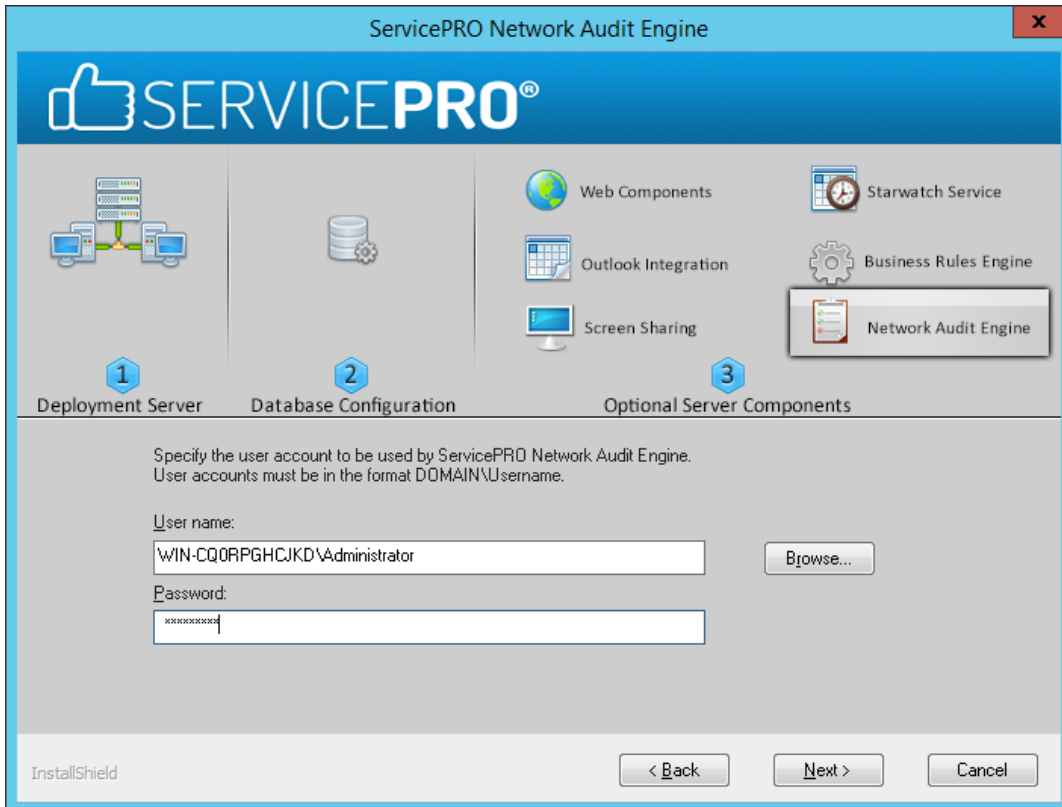 ServicePRO Network Audit Engine
x
SERVICEPRO®
Web Components
Starwatch Service
Outlook Integration
Business Rules Engine
Screen Sharing
Network Audit Engine
1
2
3
Deployment Server
Database Configuration
Optional Server Components
Specify the user account to be used by ServicePRO Network Audit Engine.
User accounts must be in the format DOMAIN\Username.
User name:
WIN-CQ0RPGHCJKD\Administrator
Browse...
Password:
*********
InstallShield
< Back
Next >
Cancel